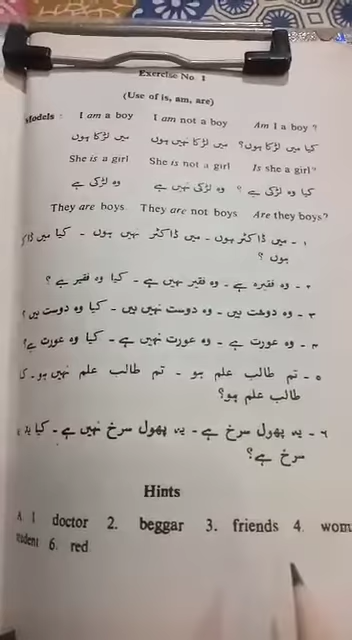 Exercise No 1
(Use of is, am, are)
Models : I am a boy I am not a boy Am I a boy ?
میں لڑکا ہوں میں لڑکا نہیں ہوں کیا میں لڑکا ہوں؟
She is a girl She is not a girl Is she a girl?
وہ لڑکی ہے وہ لڑکی نہیں ہے کیا وہ لڑکی ہے ؟
They are boys They are not boys Are they boys?
۱ - میں ڈاکٹر ہوں - میں ڈاکٹر نہیں ہوں - کیا میں
ہوں ؟
۲ - وہ فقیرہ ہے - وہ فقیر نہیں ہے - کیا وہ فقیر ہے ؟
۳ - وہ دوست ہیں - وہ دوست نہیں ہیں - کیا وہ دوست ہیں ؟
۴ - وہ عورت ہے - وہ عورت نہیں ہے - کیا وہ عورت ہے؟
۵ - تم طالب علم ہو - تم طالب علم نہیں ہو -
طالب علم ہو؟
۶ - یہ پھول سرخ ہے - یہ پھول سرخ نہیں ہے - کیا یہ
سرخ ہے؟
Hints
A. 1 doctor 2. beggar 3. friends 4. wom
udent 6. red